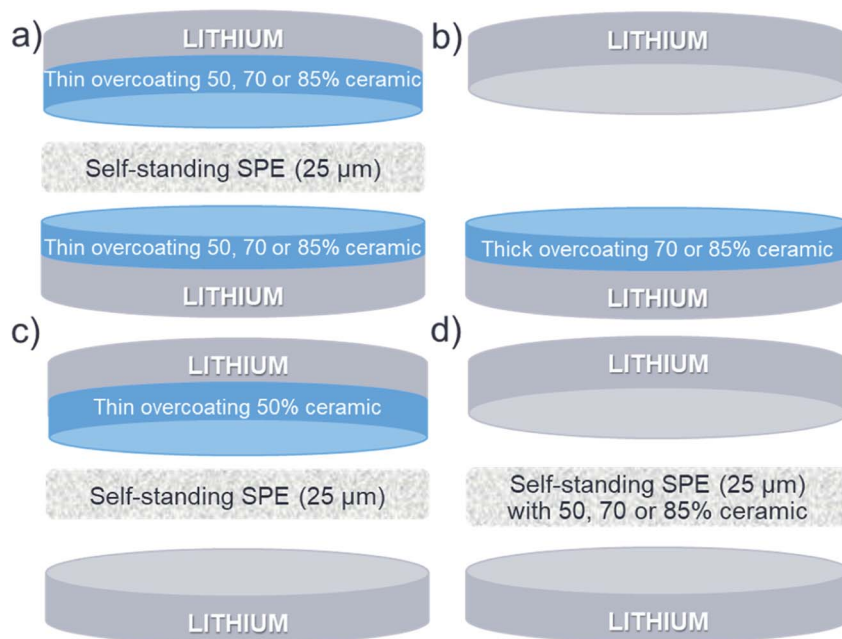 a)
LITHIUM
Thin overcoating 50, 70 or 85% ceramic
Self-standing SPE (25 µm)
Thin overcoating 50, 70 or 85% ceramic
LITHIUM
b)
LITHIUM
Thick overcoating 70 or 85% ceramic
LITHIUM
c)
LITHIUM
Thin overcoating 50% ceramic
Self-standing SPE (25 µm)
LITHIUM
d)
LITHIUM
Self-standing SPE (25 µm)
with 50, 70 or 85% ceramic
LITHIUM